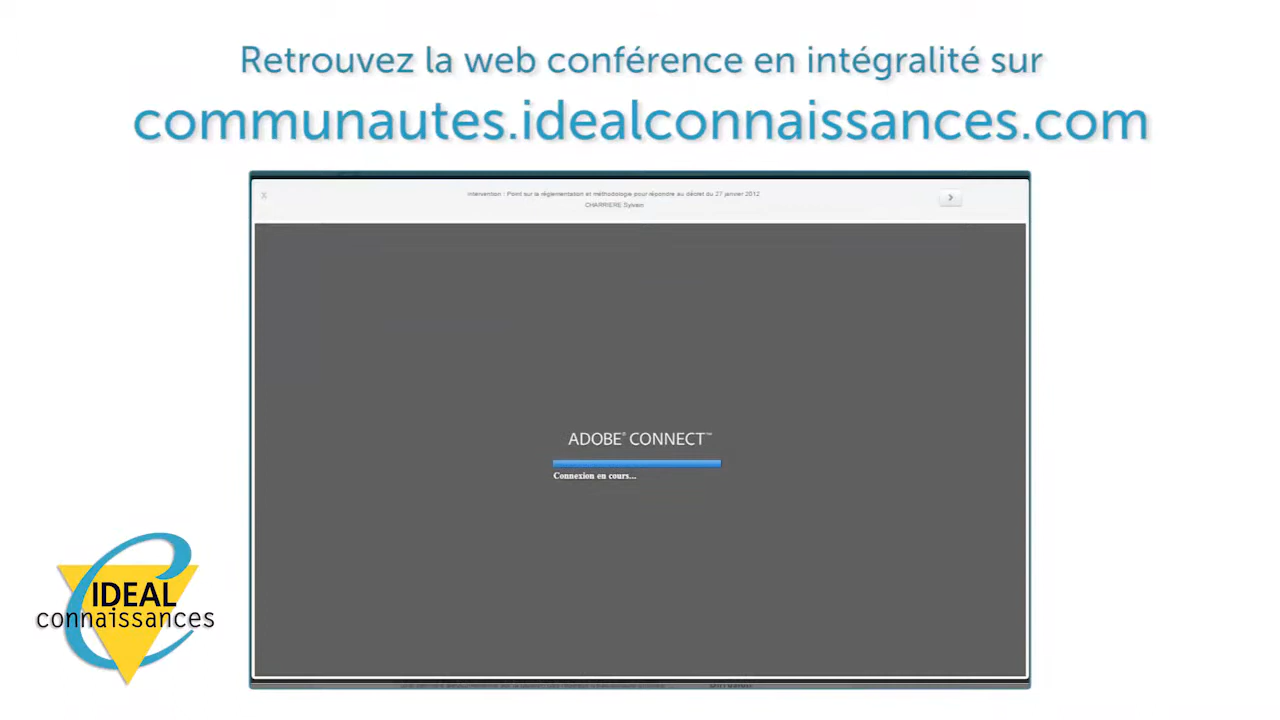 Retrouvez la web conférence en intégralité sur
communautes.idealconnaissances.com
x
Intervention : Point sur la réglementation et méthodologie pour répondre au décret du 27 janvier 2012
CHARRIERE Sylvain
ADOBE® CONNECT™
Connexion en cours...
IDEAL
connaissances